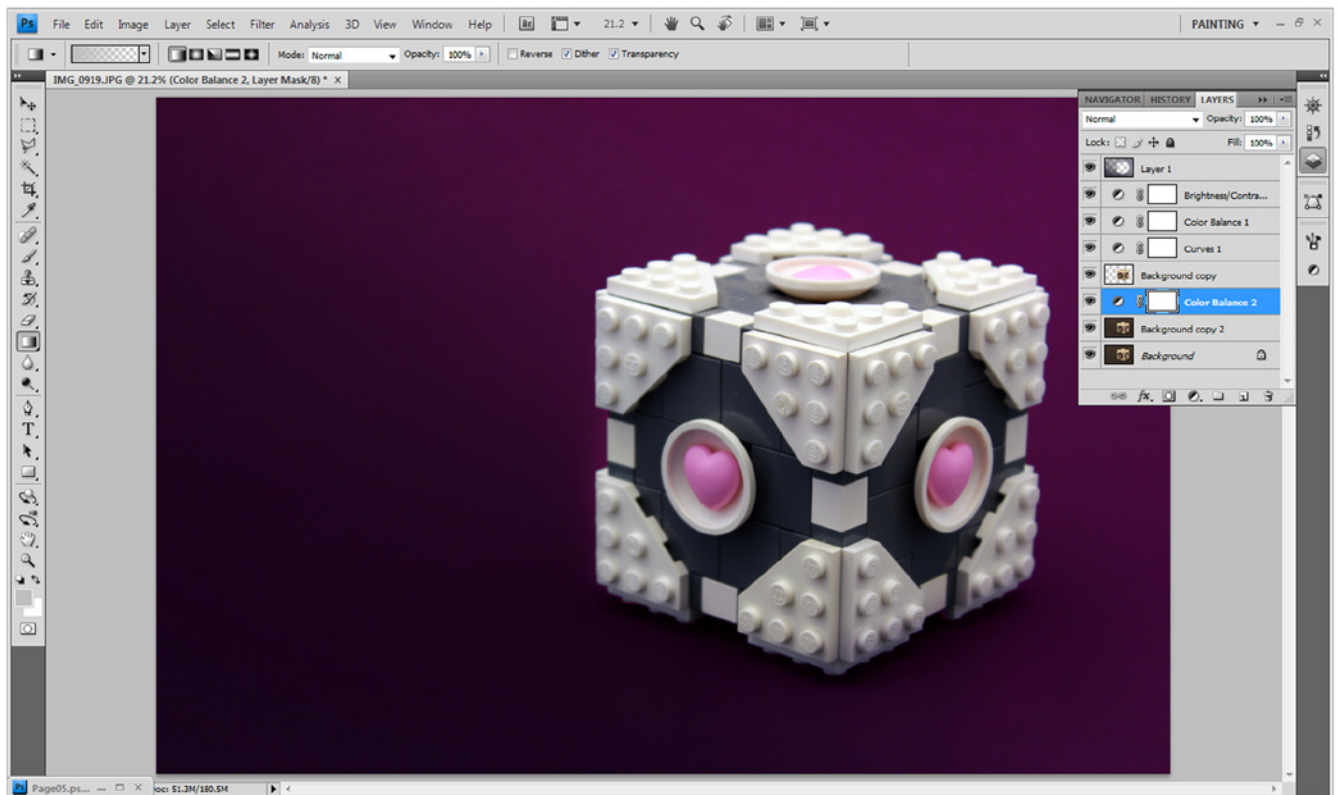 Ps File Edit Image Layer Select Filter Analysis 3D View Window Help Br 21.2 PAINTING
Mode: Normal Opacity: 100% Reverse Dither Transparency
IMG_0919.JPG @ 21.2% (Color Balance 2, Layer Mask/8) * x
NAVIGATOR HISTORY LAYERS
Normal Opacity: 100%
Lock: Fill: 100%
Layer 1
Brightness/Contra...
Color Balance 1
Curves 1
Background copy
Color Balance 2
Background copy 2
Background
fx.
T
Ps Page05.ps... oc: 51.3M/180.5M